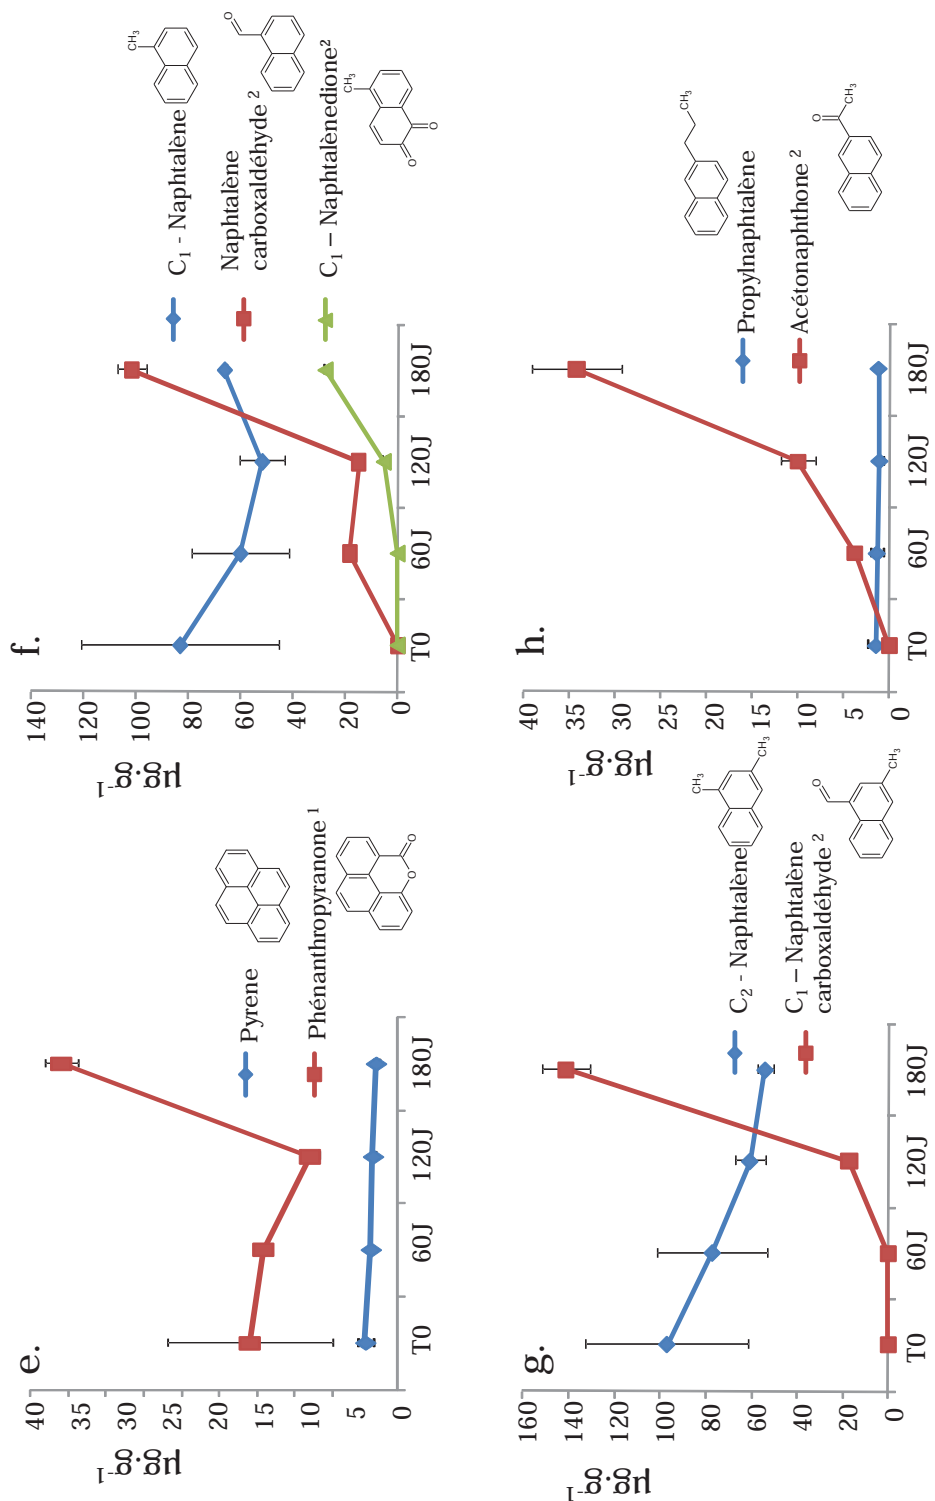 e.
µg.g-1
40
35
30
25
20
15
10
5
0
T0
60J
120J
180J
Pyrene
Phénanthropyranone 1
O
O
f.
µg.g-1
140
120
100
80
60
40
20
0
T0
60J
120J
180J
C1 - Naphtalène
CH3
Naphtalène
carboxaldéhyde 2
O
C1 – Naphtalènedione2
CH3
O
O
g.
µg.g-1
160
140
120
100
80
60
40
20
0
T0
60J
120J
180J
C2 - Naphtalène
CH3
CH3
C1 – Naphtalène
carboxaldéhyde 2
O
CH3
h.
µg.g-1
40
35
30
25
20
15
10
5
0
T0
60J
120J
180J
Propylnaphtalène
CH3
Acétonaphthone 2
O
CH3